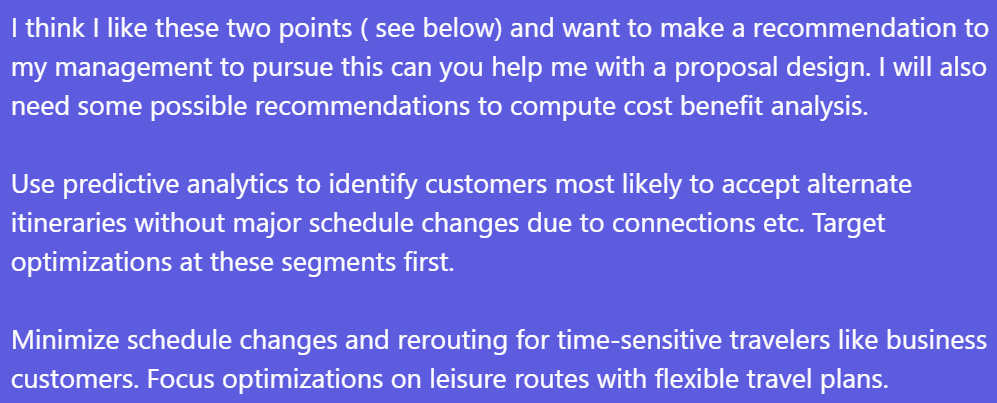 I think I like these two points ( see below) and want to make a recommendation to
my management to pursue this can you help me with a proposal design. I will also
need some possible recommendations to compute cost benefit analysis.
Use predictive analytics to identify customers most likely to accept alternate
itineraries without major schedule changes due to connections etc. Target
optimizations at these segments first.
Minimize schedule changes and rerouting for time-sensitive travelers like business
customers. Focus optimizations on leisure routes with flexible travel plans.